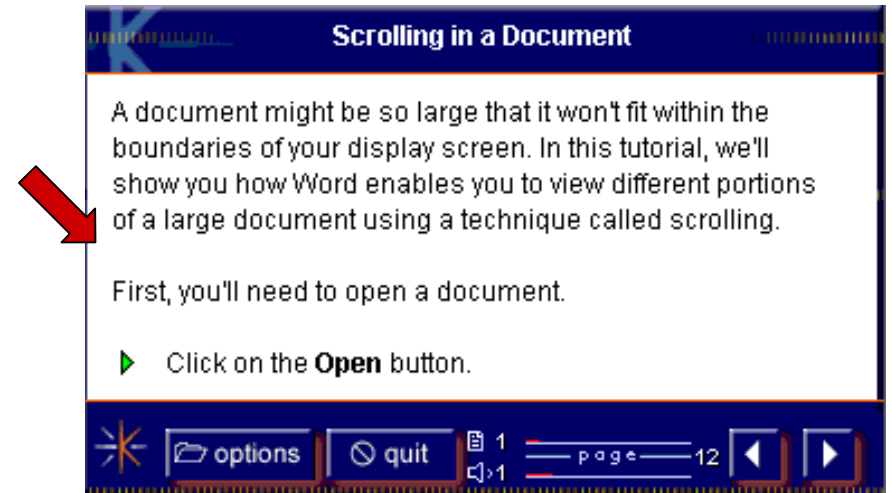 Scrolling in a Document
A document might be so large that it won't fit within the
boundaries of your display screen. In this tutorial, we'll
show you how Word enables you to view different portions
of a large document using a technique called scrolling.
First, you'll need to open a document.
Click on the Open button.
options quit 1 page 12
1